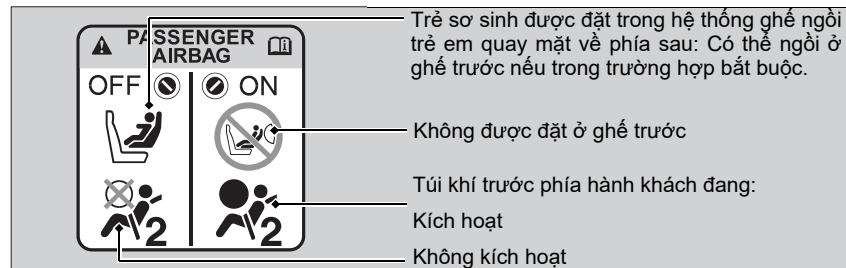 PASSENGER
AIRBAG
OFF
ON
2
2
Trẻ sơ sinh được đặt trong hệ thống ghế ngồi
trẻ em quay mặt về phía sau: Có thể ngồi ở
ghế trước nếu trong trường hợp bắt buộc.
Không được đặt ở ghế trước
Túi khí trước phía hành khách đang:
Kích hoạt
Không kích hoạt